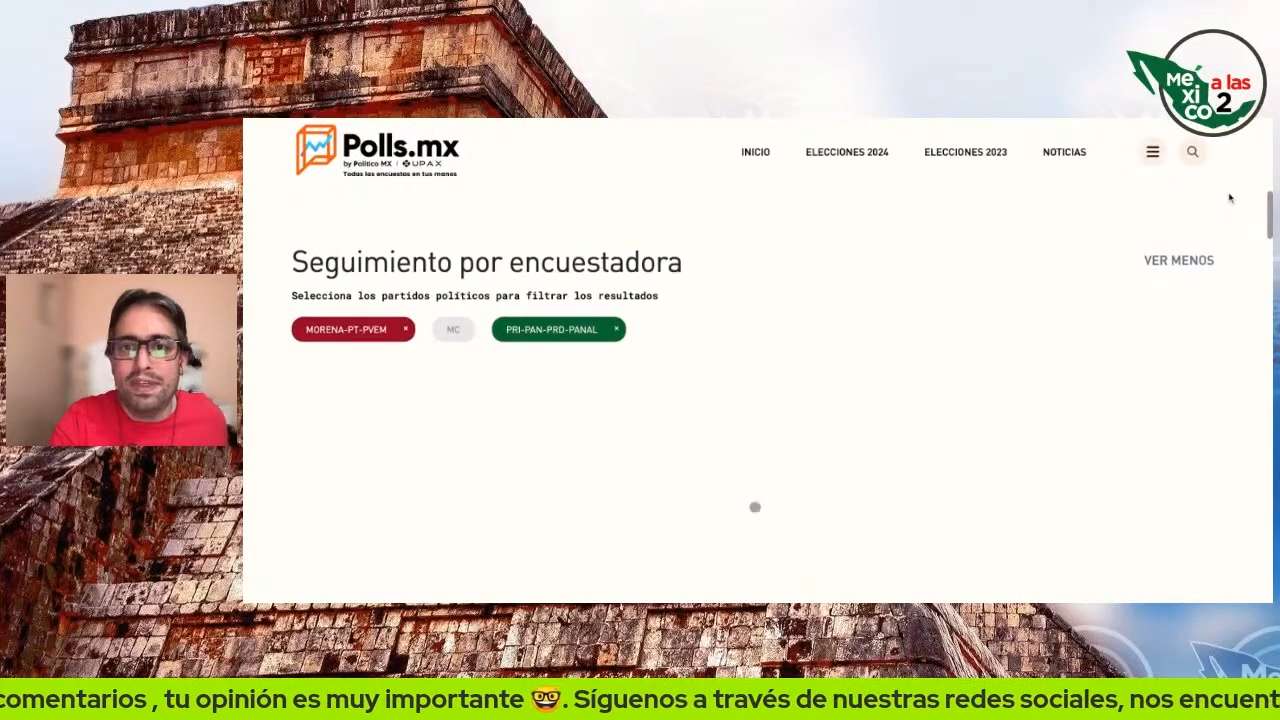 Mé
xi
co
a las
2
Polls.mx
by Político MX / UPAX
Todas las encuestas en tus manos
INICIO
ELECCIONES 2024
ELECCIONES 2023
NOTICIAS
Seguimiento por encuestadora
VER MENOS
Selecciona los partidos políticos para filtrar los resultados
MORENA-PT-PVEM ×
MC
PRI-PAN-PRD-PANAL ×
Mé
comentarios , tu opinión es muy importante 🤓. Síguenos a través de nuestras redes sociales, nos encuent